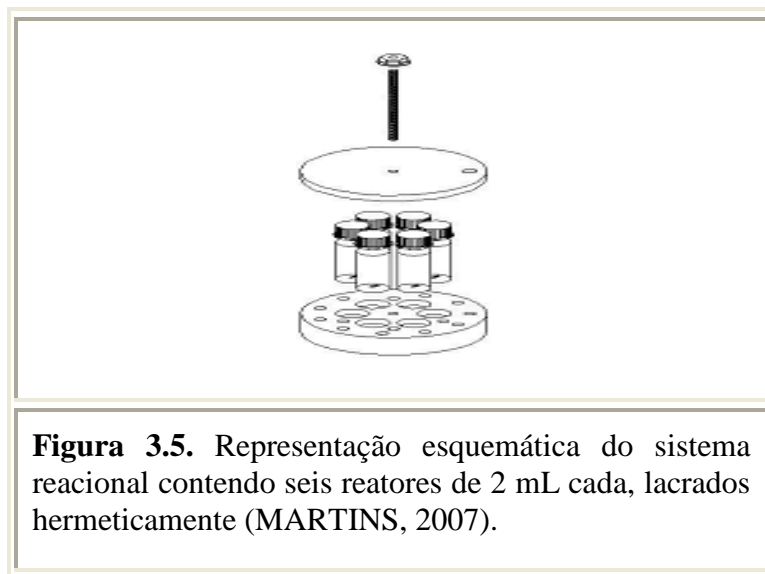 Figura 3.5. Representação esquemática do sistema
reacional contendo seis reatores de 2 mL cada, lacrados
hermeticamente (MARTINS, 2007).